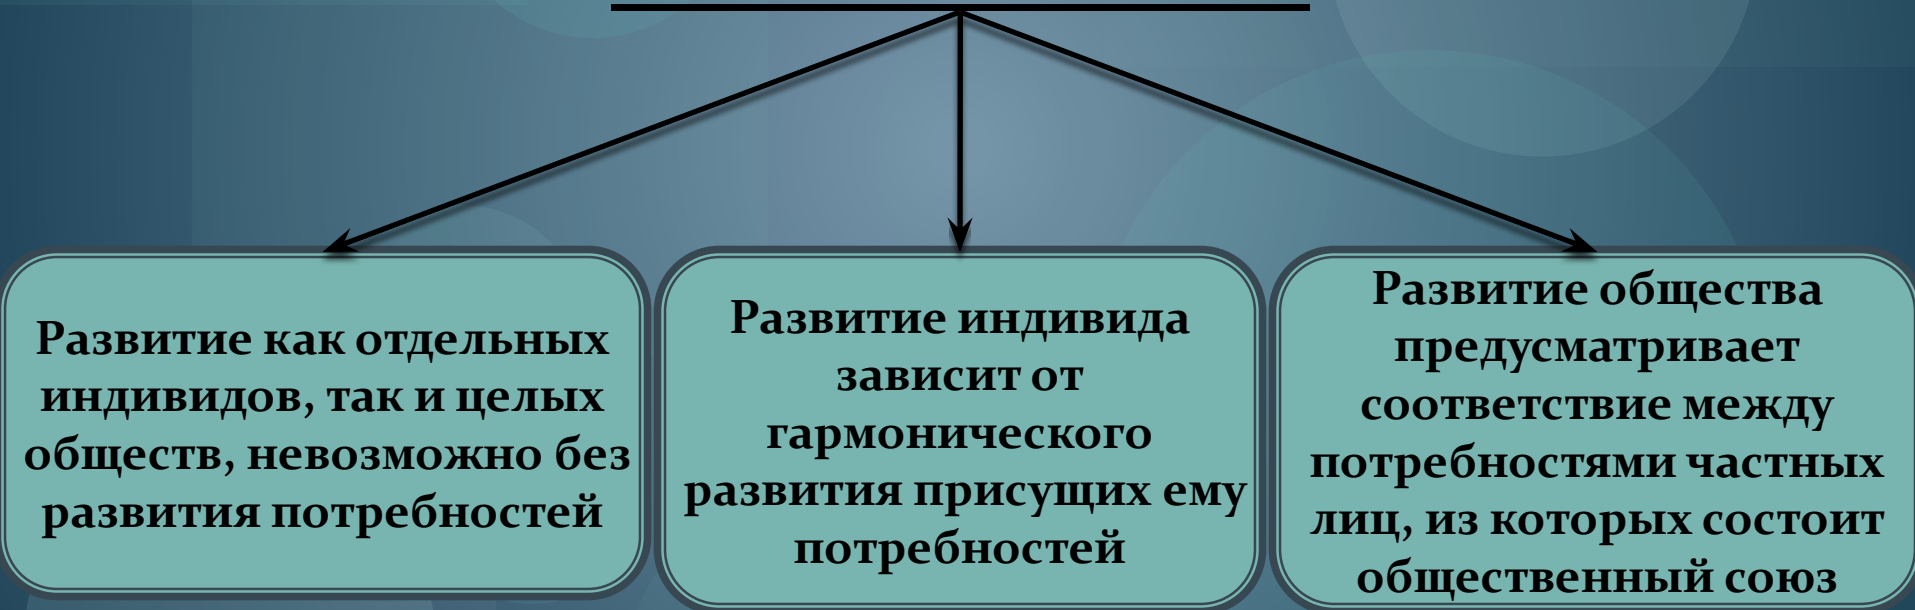 Развитие как отдельных
индивидов, так и целых
обществ, невозможно без
развития потребностей
Развитие индивида
зависит от
гармонического
развития присущих ему
потребностей
Развитие общества
предусматривает
соответствие между
потребностями частных
лиц, из которых состоит
общественный союз